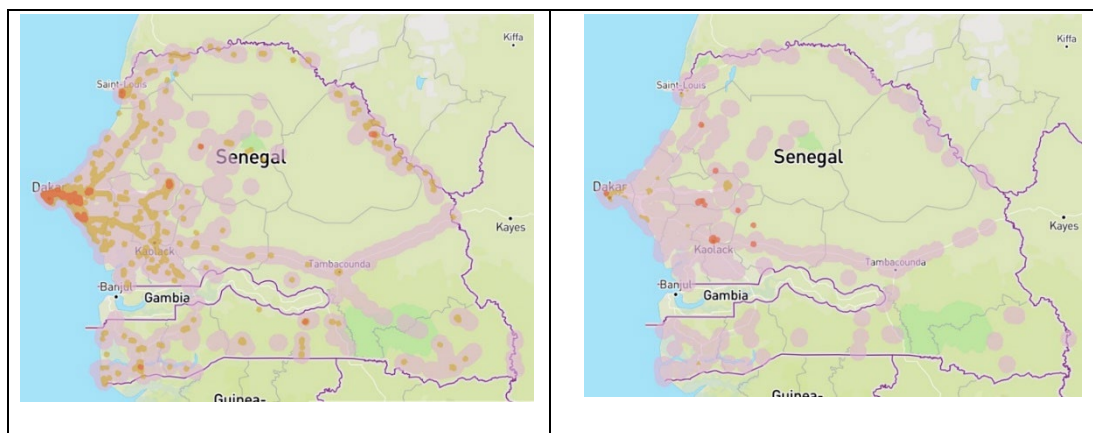 Kiffa
Saint-Louis
Senegal
Dakar
Kayes
Kaolack
Tambacounda
Banjul
Gambia
Guinea-
Kiffa
Saint-Louis
Senegal
Dakar
Kayes
Kaolack
Tambacounda
Banjul
Gambia
Guinea-